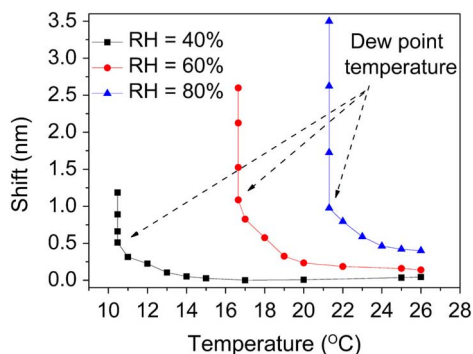 3.5
3.0
2.5
2.0
1.5
1.0
0.5
0.0
Shift (nm)
RH = 40%
RH = 60%
RH = 80%
Dew point
temperature
8 10 12 14 16 18 20 22 24 26 28
Temperature (ᴼC)